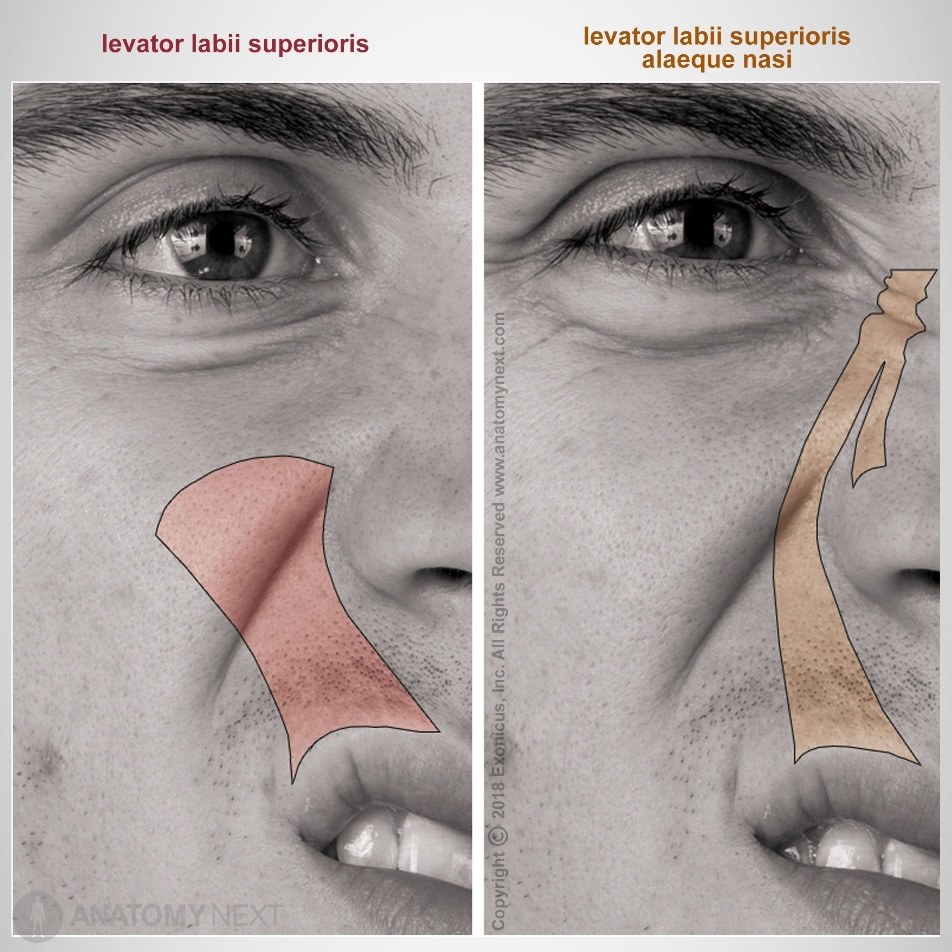 levator labii superioris
levator labii superioris
alaeque nasi
Copyright © 2018 Exonicus, Inc. All Rights Reserved www.anatomynext.com
ANATOMY NEXT